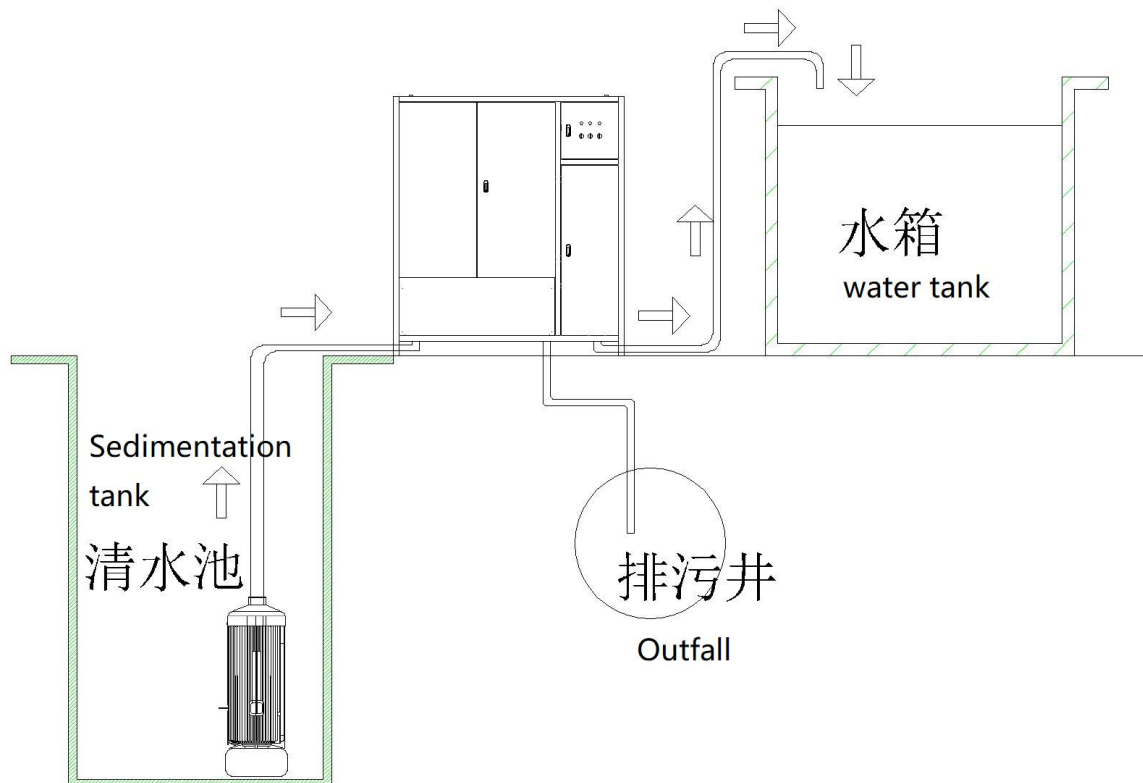 水箱
water tank
Sedimentation
tank
清水池
排污井
Outfall